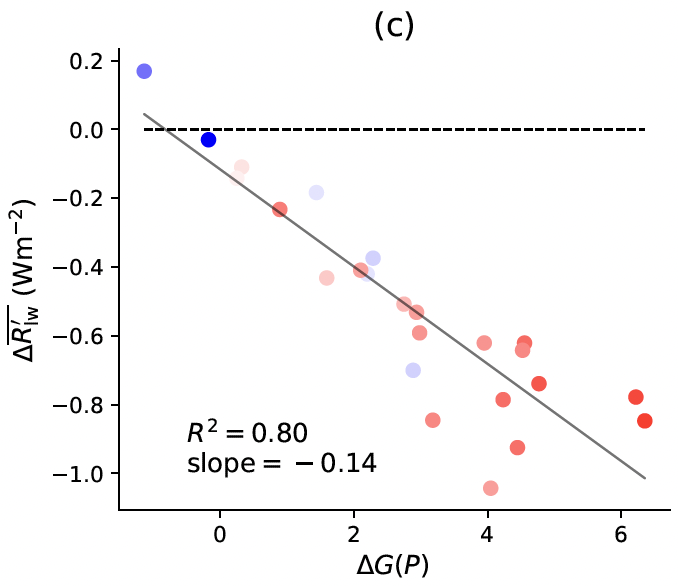 (c)
0.2
0.0
−0.2
−0.4
−0.6
−0.8
−1.0
Δ\overline{R′_{lw}} (Wm⁻²)
R² = 0.80
slope = −0.14
0 2 4 6
ΔG(P)